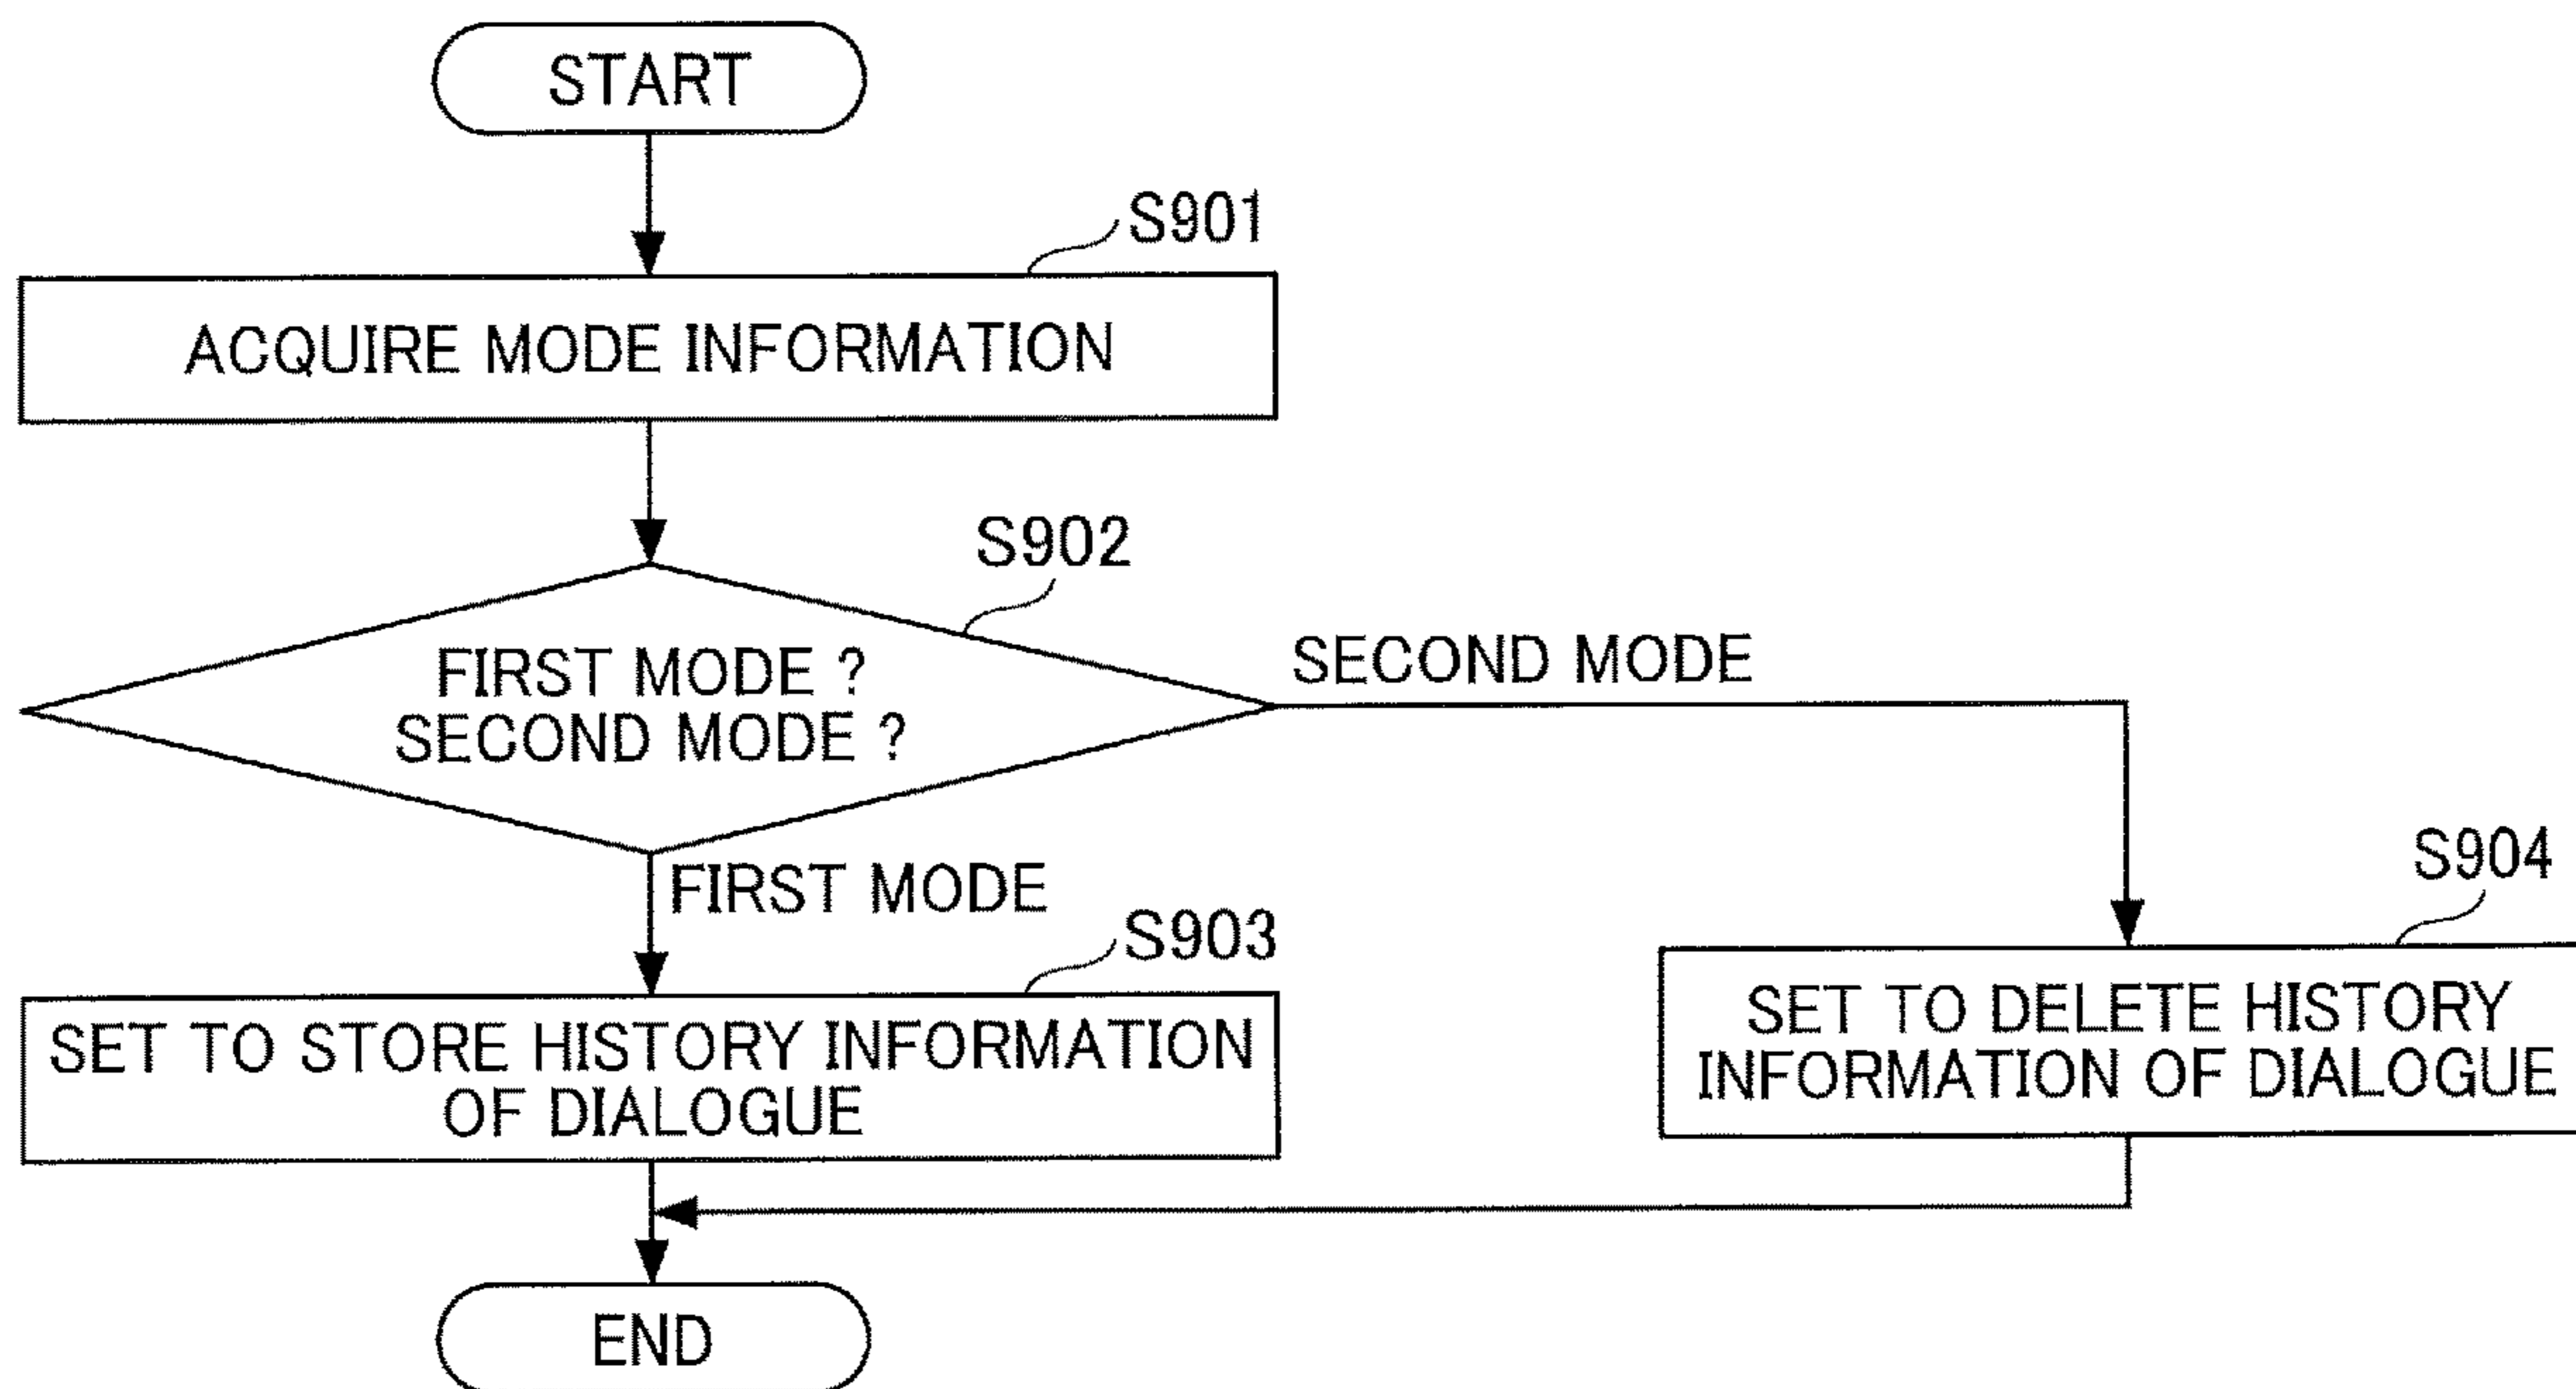 START
S901
ACQUIRE MODE INFORMATION
S902
FIRST MODE ?
SECOND MODE ?
SECOND MODE
FIRST MODE
S903
SET TO STORE HISTORY INFORMATION
OF DIALOGUE
S904
SET TO DELETE HISTORY
INFORMATION OF DIALOGUE
END